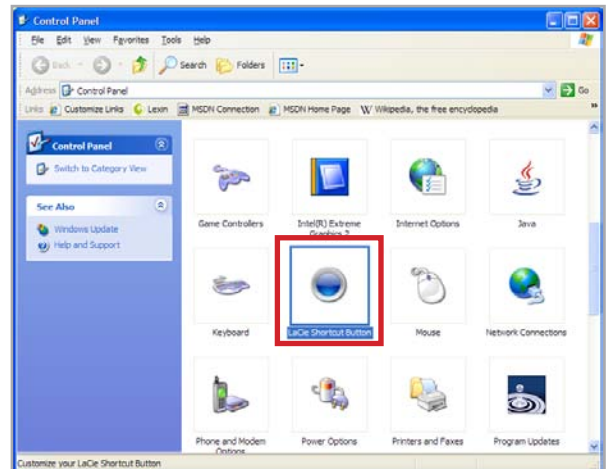 Control Panel
File Edit View Favorites Tools Help
Back Search Folders
Address Control Panel Go
Links Customize Links Lexin MSDN Connection MSDN Home Page Wikipedia, the free encyclopedia
Control Panel
Switch to Category View
See Also
Windows Update
Help and Support
Game Controllers Intel(R) Extreme Graphics 2 Internet Options Java
Keyboard LaCie Shortcut Button Mouse Network Connections
Phone and Modem Options Power Options Printers and Faxes Program Updates
Customize your LaCie Shortcut Button